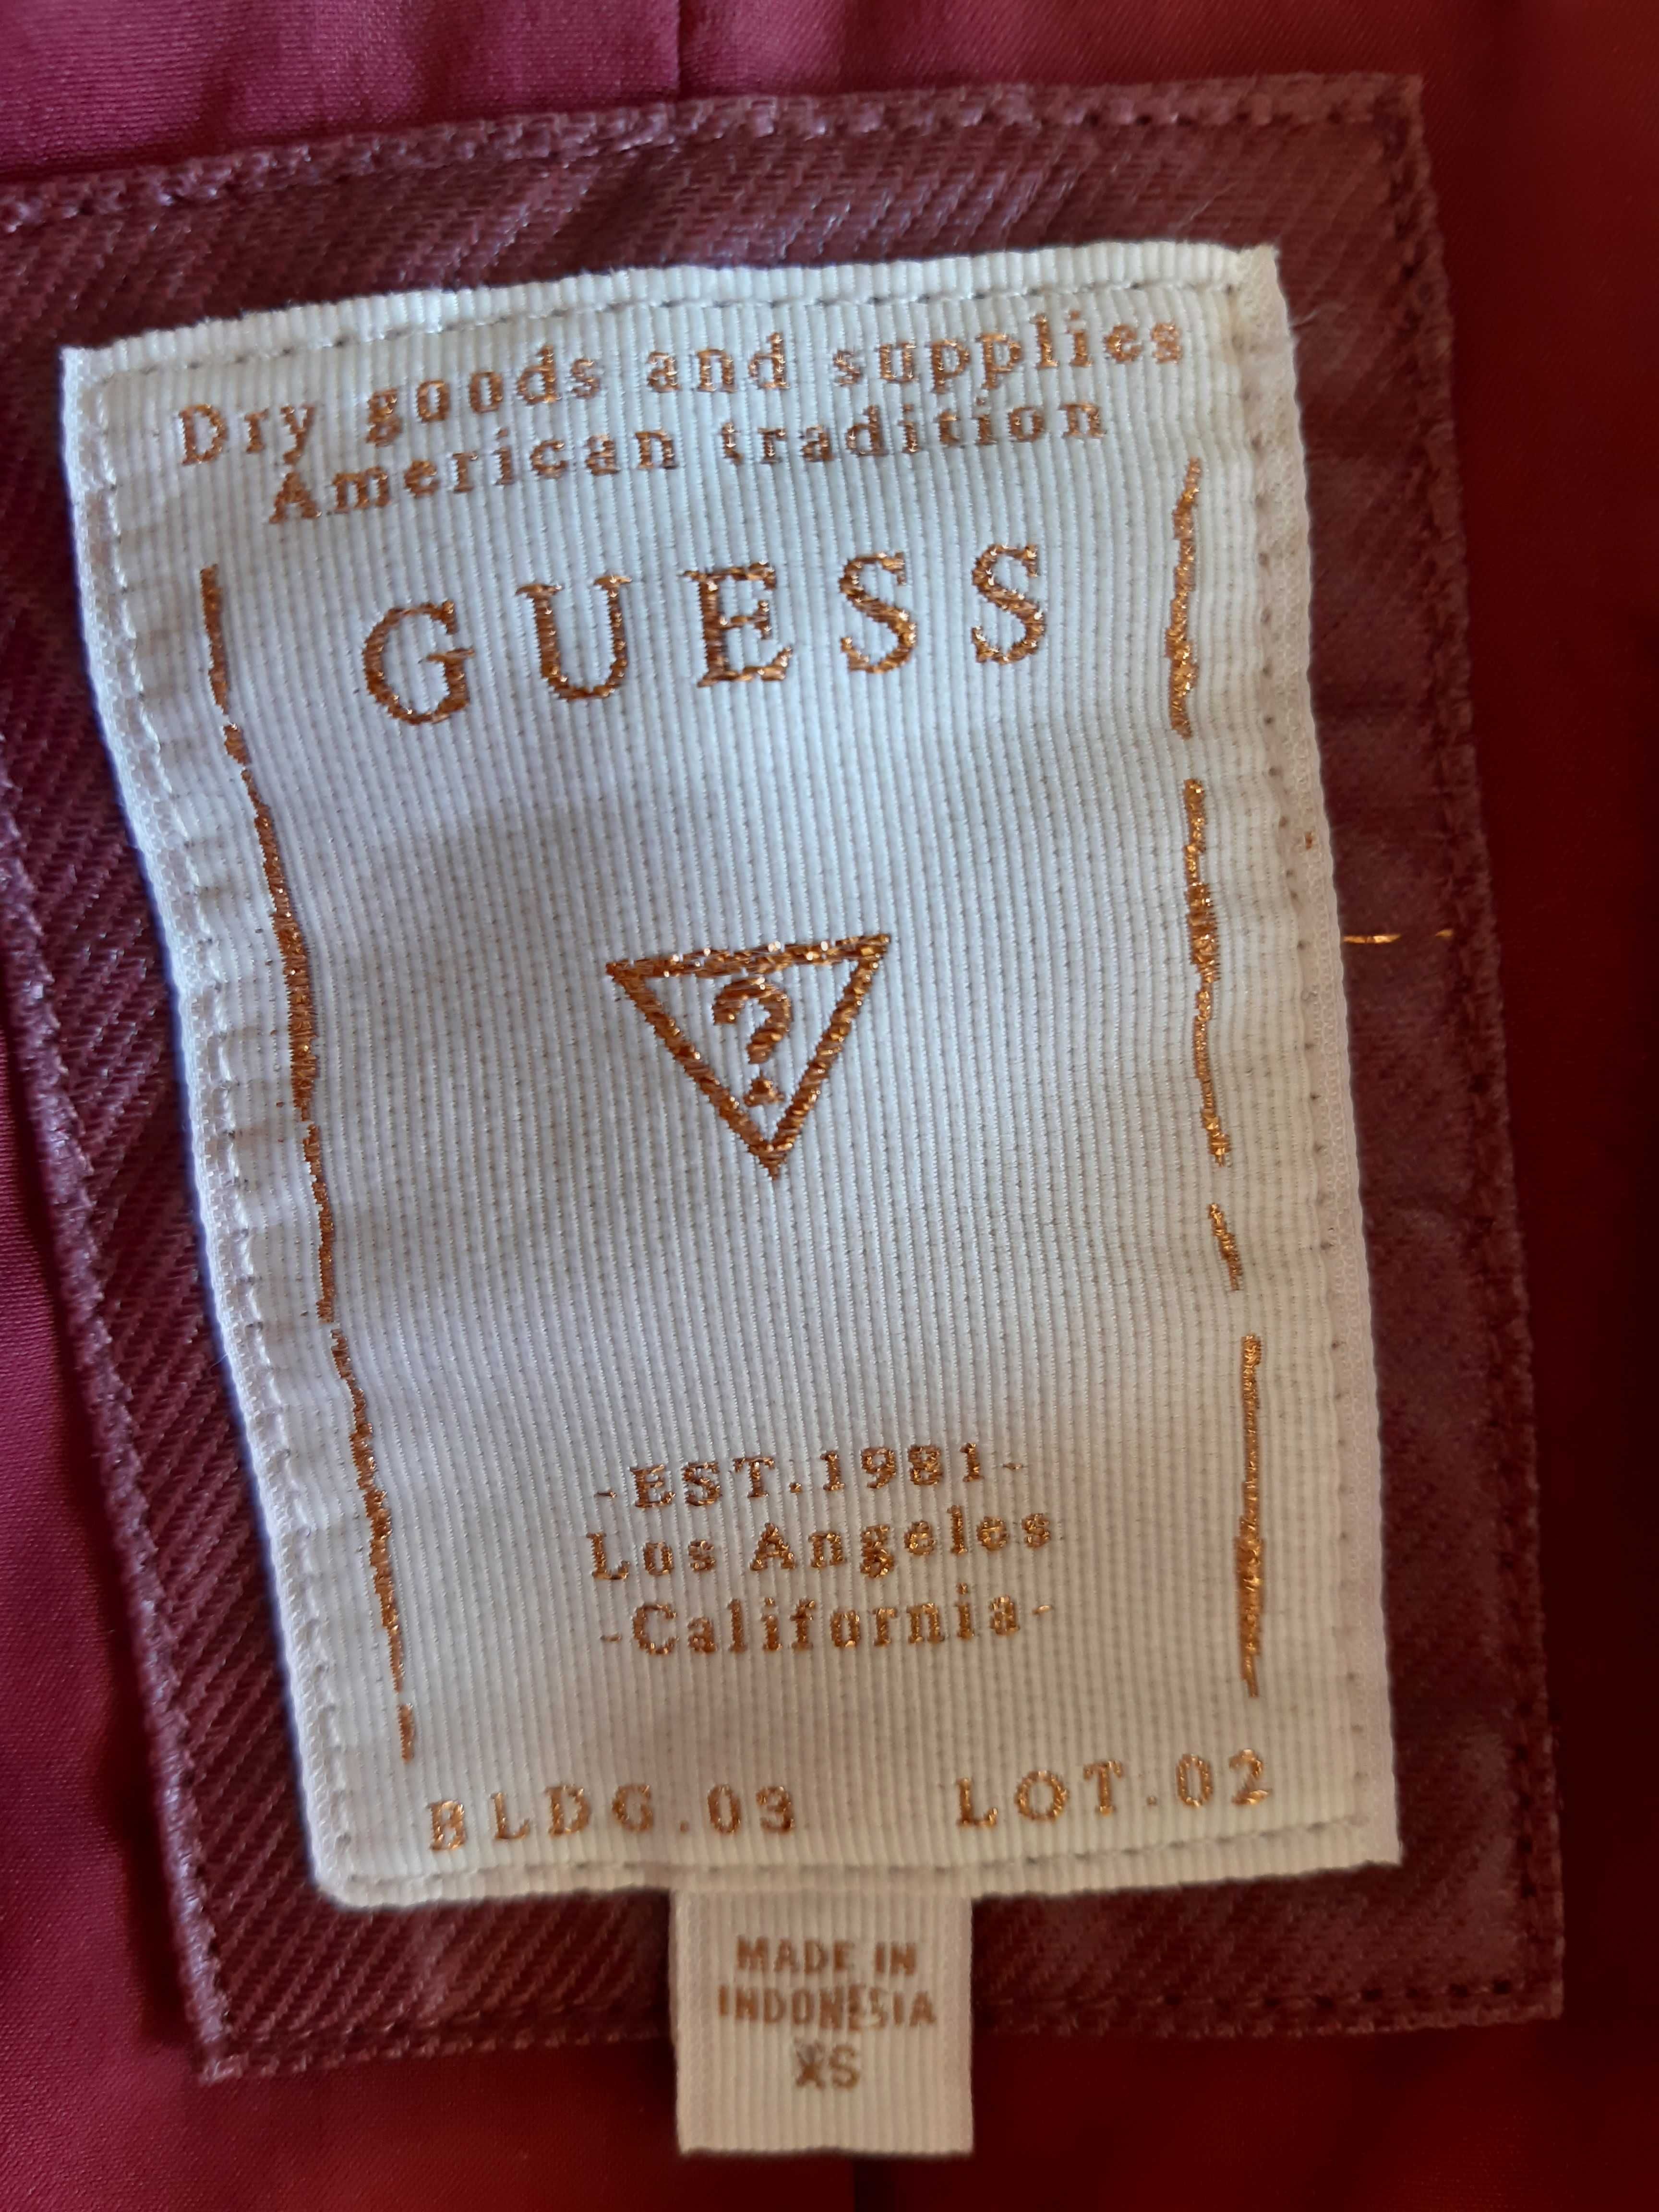 Dry goods and supplies
American tradition
GUESS
?
-EST.1981-
Los Angeles
-California-
BLDG.03 LOT.02
MADE IN
INDONESIA
XS